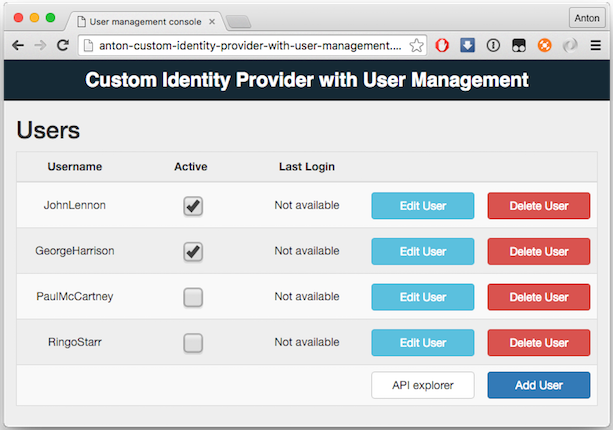 User management console
Anton
anton-custom-identity-provider-with-user-management....
Custom Identity Provider with User Management
Users
Username Active Last Login
JohnLennon Not available Edit User Delete User
GeorgeHarrison Not available Edit User Delete User
PaulMcCartney Not available Edit User Delete User
RingoStarr Not available Edit User Delete User
API explorer Add User